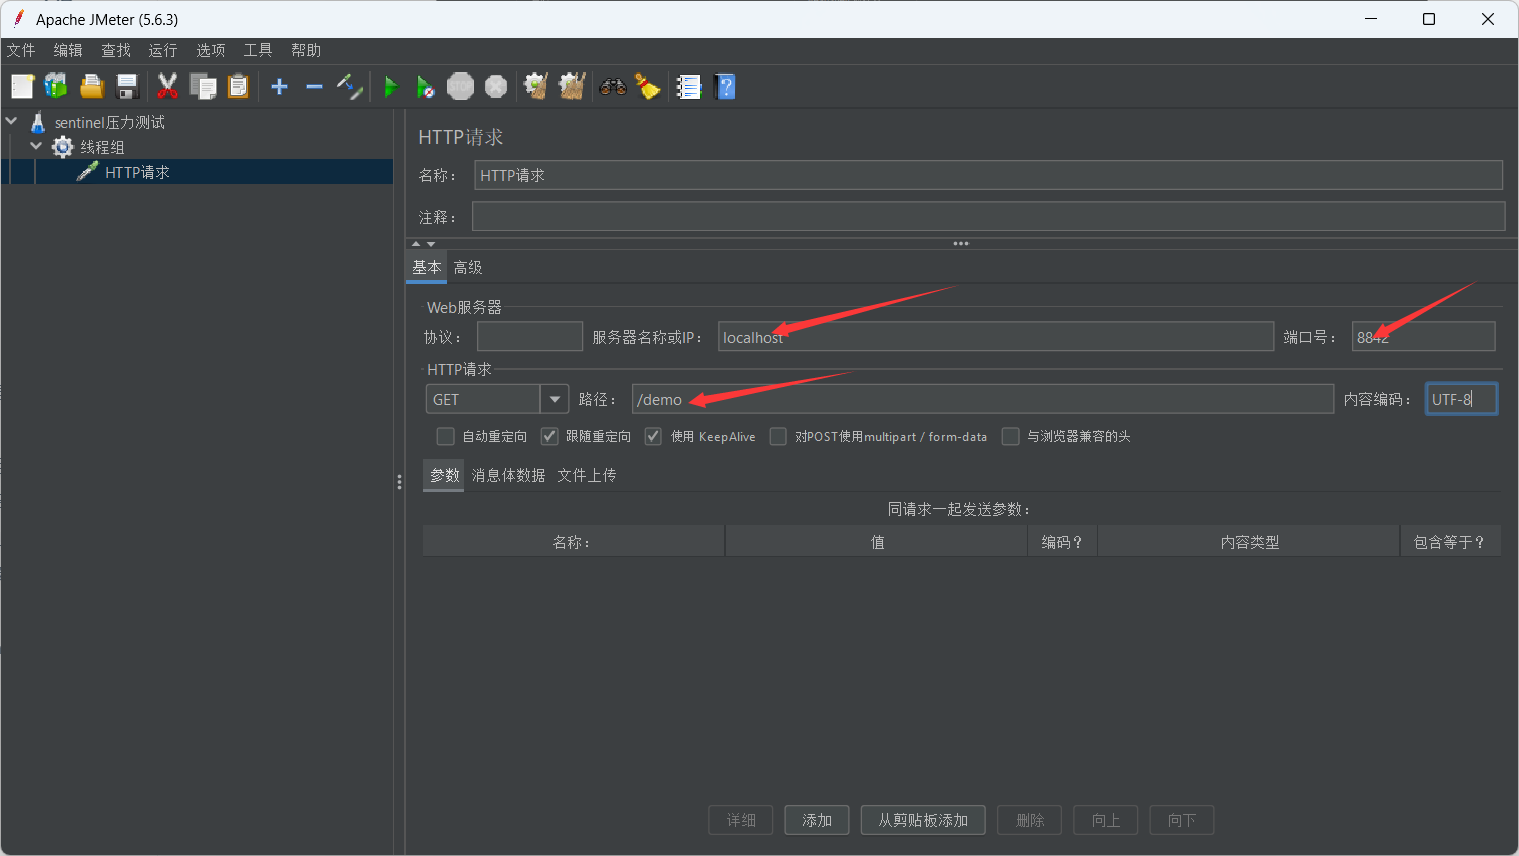 Apache JMeter (5.6.3)
文件 编辑 查找 运行 选项 工具 帮助
STOP
sentinel压力测试
线程组
HTTP请求
HTTP请求
名称： HTTP请求
注释：
基本 高级
Web服务器
协议： 服务器名称或IP： localhost 端口号： 8842
HTTP请求
GET 路径： /demo 内容编码： UTF-8
自动重定向 跟随重定向 使用 KeepAlive 对POST使用multipart / form-data 与浏览器兼容的头
参数 消息体数据 文件上传
同请求一起发送参数：
名称： 值 编码？ 内容类型 包含等于？
详细 添加 从剪贴板添加 删除 向上 向下